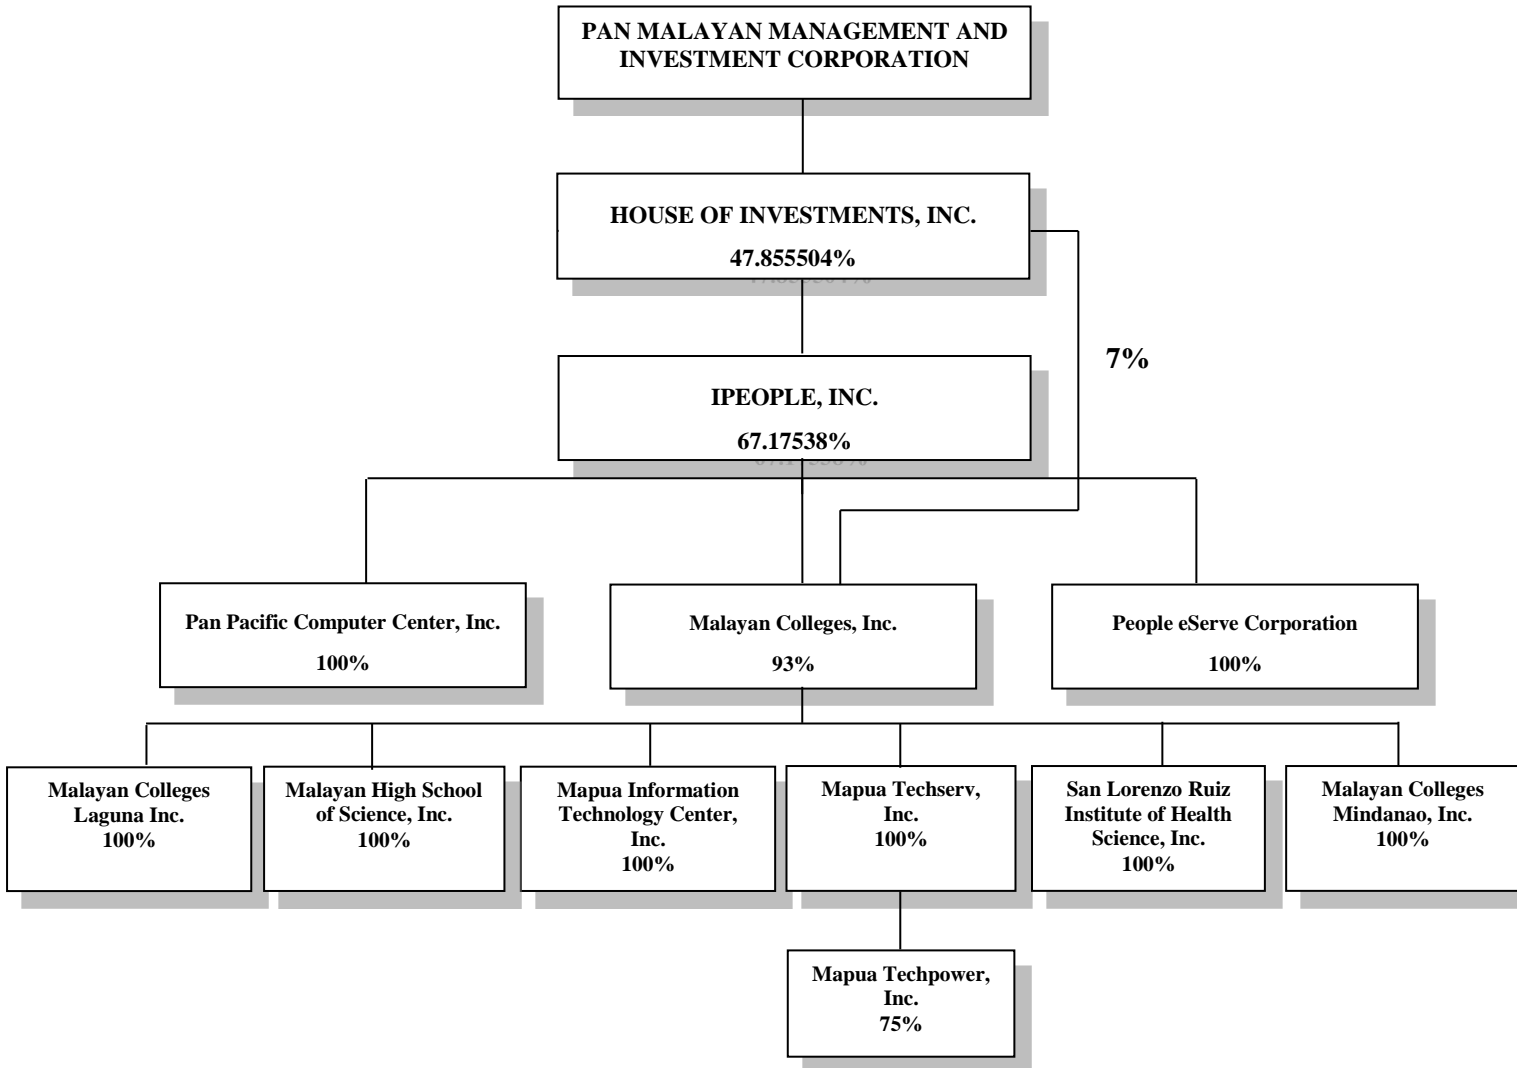 PAN MALAYAN MANAGEMENT AND
INVESTMENT CORPORATION
HOUSE OF INVESTMENTS, INC.
47.855504%
7%
IPEOPLE, INC.
67.17538%
Pan Pacific Computer Center, Inc.
100%
Malayan Colleges, Inc.
93%
People eServe Corporation
100%
Malayan Colleges
Laguna Inc.
100%
Malayan High School
of Science, Inc.
100%
Mapua Information
Technology Center,
Inc.
100%
Mapua Techserv,
Inc.
100%
San Lorenzo Ruiz
Institute of Health
Science, Inc.
100%
Malayan Colleges
Mindanao, Inc.
100%
Mapua Techpower,
Inc.
75%